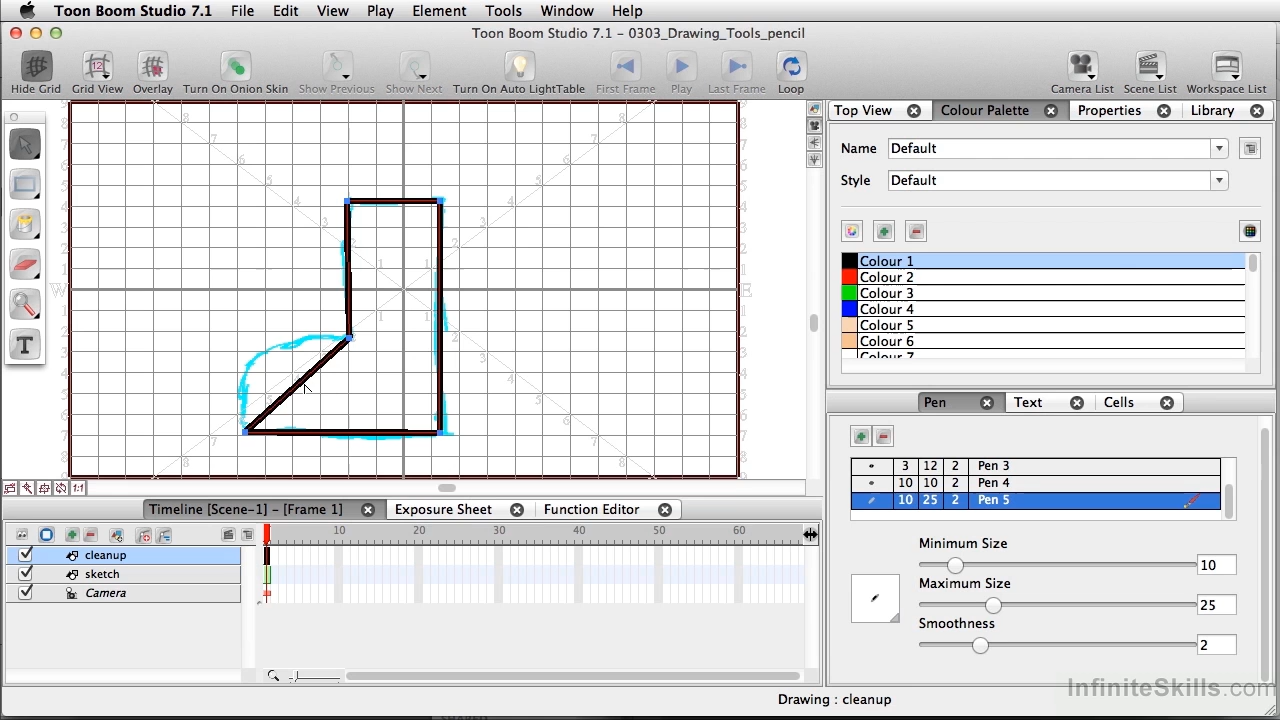 Toon Boom Studio 7.1 File Edit View Play Element Tools Window Help
Toon Boom Studio 7.1 - 0303_Drawing_Tools_pencil
Hide Grid Grid View Overlay Turn On Onion Skin Show Previous Show Next Turn On Auto LightTable First Frame Play Last Frame Loop Camera List Scene List Workspace List
Top View Colour Palette Properties Library
Name Default
Style Default
Colour 1
Colour 2
Colour 3
Colour 4
Colour 5
Colour 6
Colour 7
W E
T
Pen Text Cells
3 12 2 Pen 3
10 10 2 Pen 4
10 25 2 Pen 5
Minimum Size
10
Maximum Size
25
Smoothness
2
1:1
Timeline [Scene-1] - [Frame 1] Exposure Sheet Function Editor
10 20 30 40 50 60
cleanup
sketch
Camera
InfiniteSkills.com
Drawing : cleanup